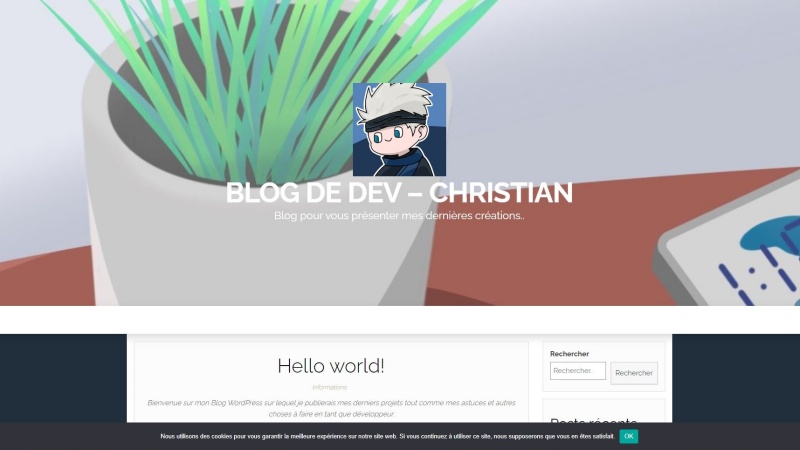 BLOG DE DEV – CHRISTIAN
Blog pour vous présenter mes dernières créations..
Hello world!
Informations
Bienvenue sur mon Blog WordPress sur lequel je publierais mes derniers projets tout comme mes astuces et autres
choses à faire en tant que développeur.
Rechercher
Rechercher
Rechercher
Posts récents
Nous utilisons des cookies pour vous garantir la meilleure expérience sur notre site web. Si vous continuez à utiliser ce site, nous supposerons que vous en êtes satisfait.
OK